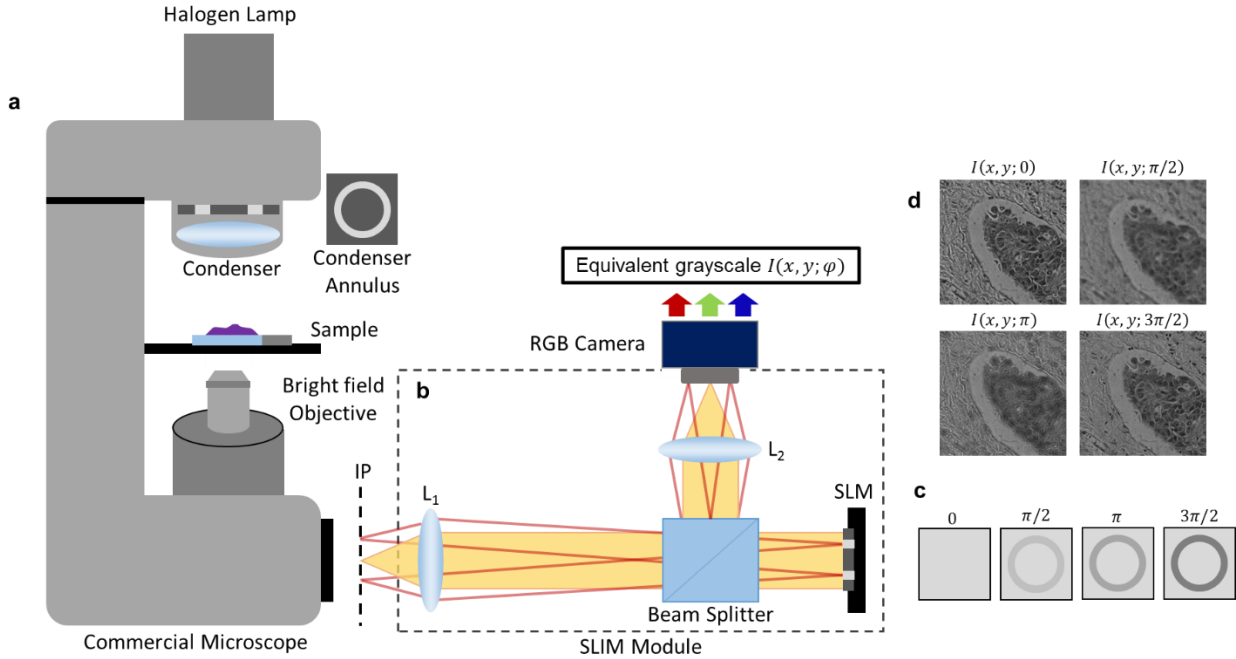 Halogen Lamp
a
Condenser
Condenser
Annulus
Sample
Bright field
Objective
Commercial Microscope
IP
Equivalent grayscale I(x, y; φ)
RGB Camera
b
L₁
L₂
SLM
Beam Splitter
SLIM Module
d
I(x, y; 0)
I(x, y; π/2)
I(x, y; π)
I(x, y; 3π/2)
c
0
π/2
π
3π/2